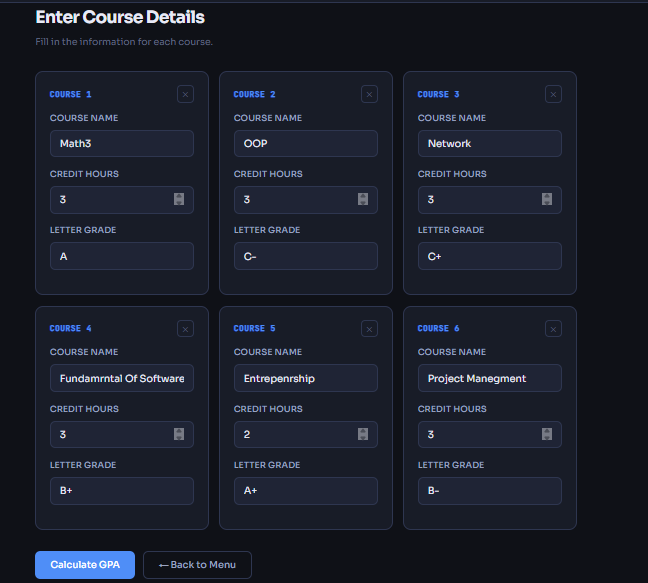 Enter Course Details
Fill in the information for each course.
COURSE 1
COURSE NAME
Math3
CREDIT HOURS
3
LETTER GRADE
A
COURSE 2
COURSE NAME
OOP
CREDIT HOURS
3
LETTER GRADE
C-
COURSE 3
COURSE NAME
Network
CREDIT HOURS
3
LETTER GRADE
C+
COURSE 4
COURSE NAME
Fundamrntal Of Software
CREDIT HOURS
3
LETTER GRADE
B+
COURSE 5
COURSE NAME
Entrepenrship
CREDIT HOURS
2
LETTER GRADE
A+
COURSE 6
COURSE NAME
Project Manegment
CREDIT HOURS
3
LETTER GRADE
B-
Calculate GPA
← Back to Menu